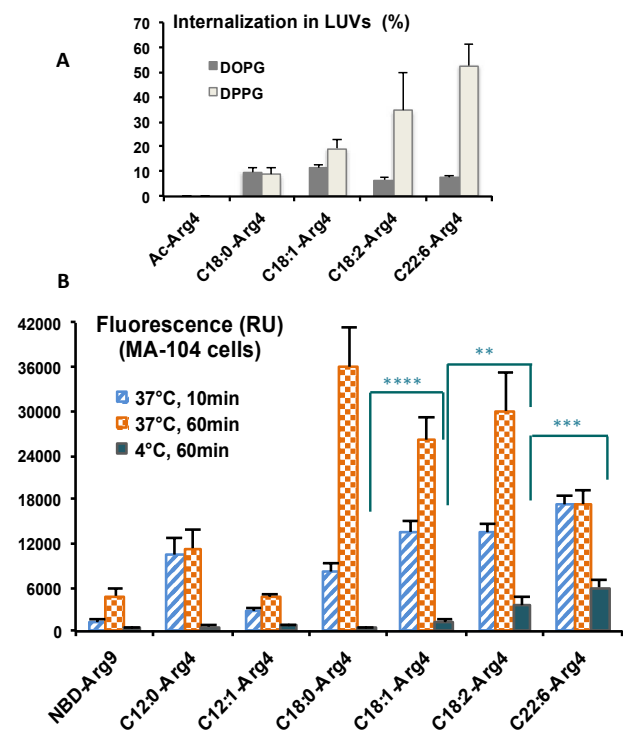 Internalization in LUVs (%)
A
70
60
50
40
30
20
10
0
DOPG
DPPG
Ac-Arg4
C18:0-Arg4
C18:1-Arg4
C18:2-Arg4
C22:6-Arg4
B
42000
36000
30000
24000
18000
12000
6000
0
Fluorescence (RU)
(MA-104 cells)
37°C, 10min
37°C, 60min
4°C, 60min
****
**
***
NBD-Arg9
C12:0-Arg4
C12:1-Arg4
C18:0-Arg4
C18:1-Arg4
C18:2-Arg4
C22:6-Arg4